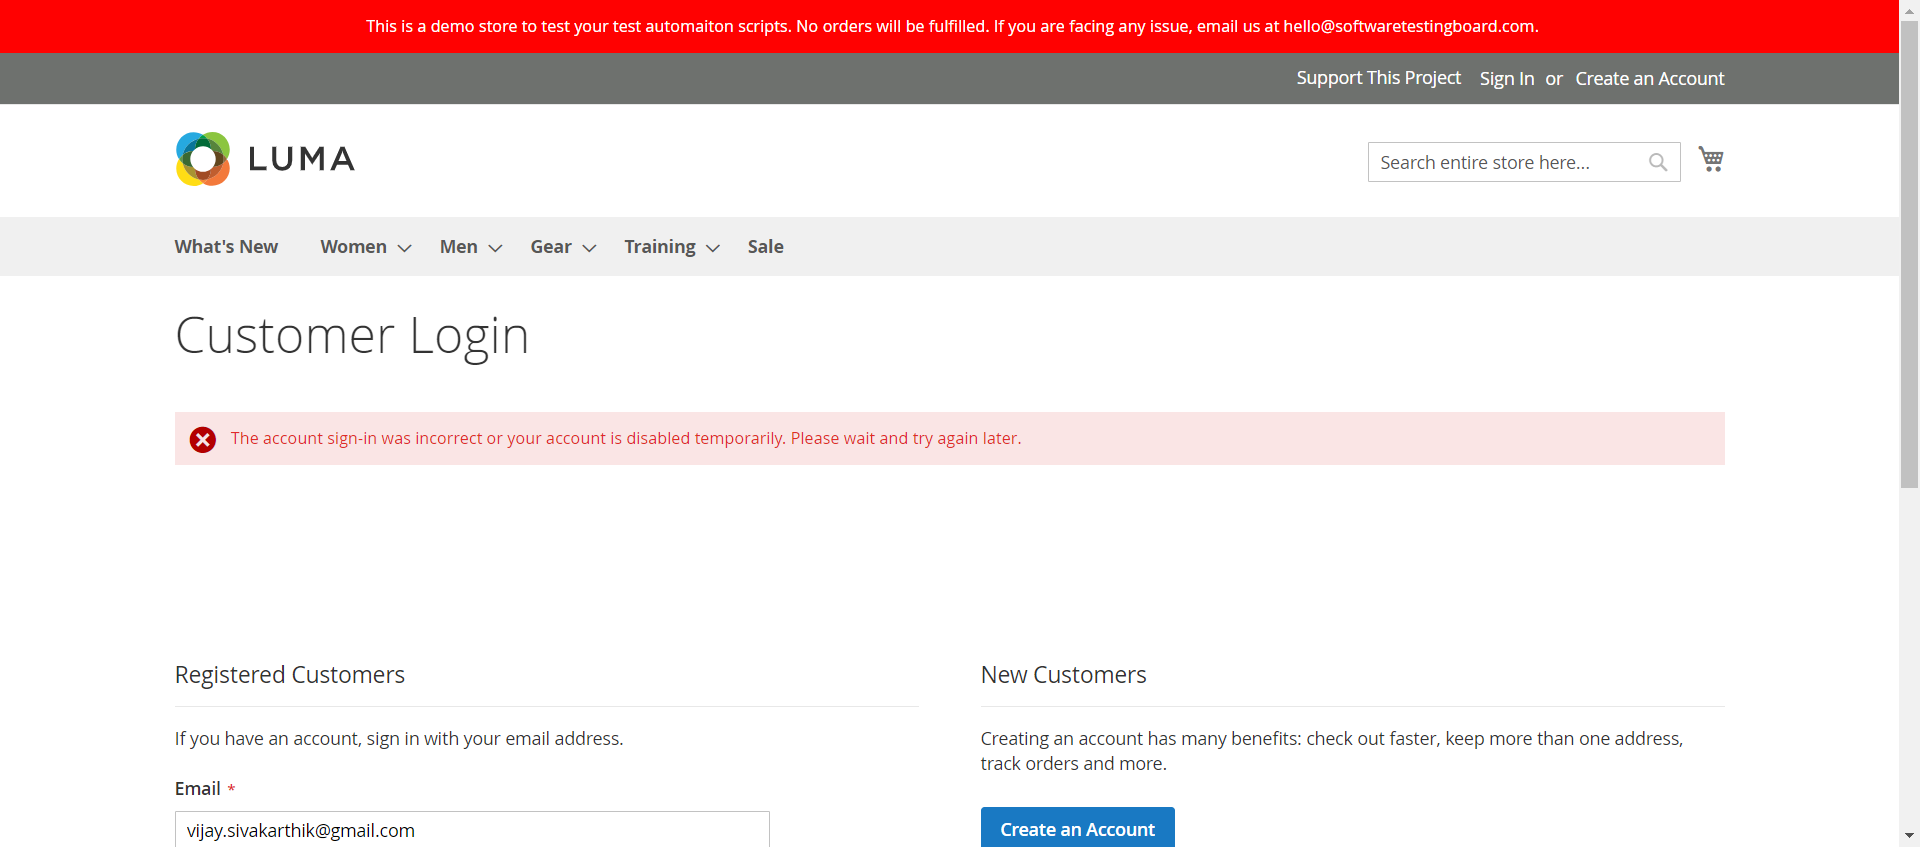 This is a demo store to test your test automaiton scripts. No orders will be fulfilled. If you are facing any issue, email us at hello@softwaretestingboard.com.
Support This Project Sign In or Create an Account
LUMA
Search entire store here...
What's New Women Men Gear Training Sale
Customer Login
The account sign-in was incorrect or your account is disabled temporarily. Please wait and try again later.
Registered Customers
If you have an account, sign in with your email address.
Email *
vijay.sivakarthik@gmail.com
New Customers
Creating an account has many benefits: check out faster, keep more than one address,
track orders and more.
Create an Account